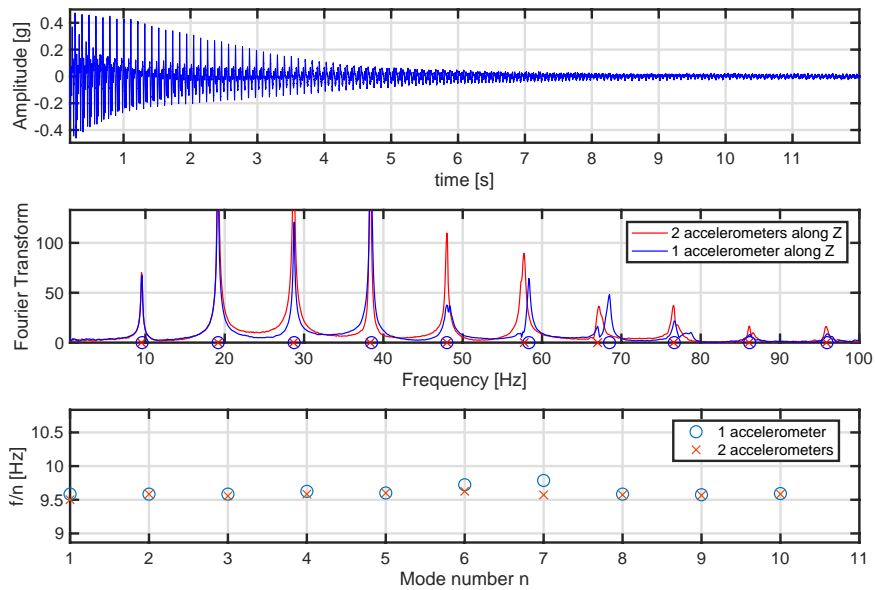 Amplitude [g]
0.4
0.2
0
-0.2
-0.4
1 2 3 4 5 6 7 8 9 10 11
time [s]
Fourier Transform
100
50
0
2 accelerometers along Z
1 accelerometer along Z
10 20 30 40 50 60 70 80 90 100
Frequency [Hz]
f/n [Hz]
10.5
10
9.5
9
1 accelerometer
2 accelerometers
1 2 3 4 5 6 7 8 9 10 11
Mode number n